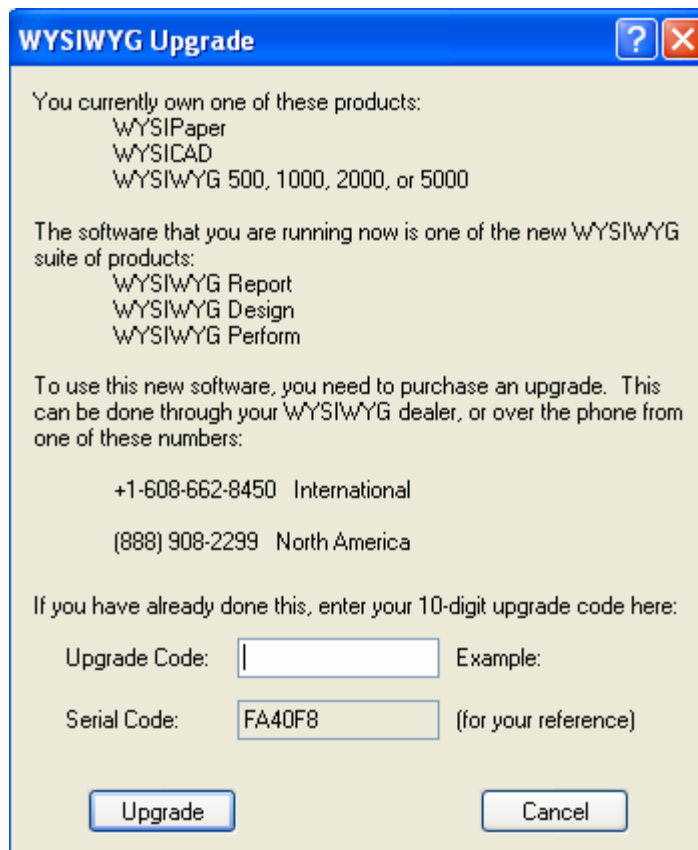 WYSIWYG Upgrade
?
You currently own one of these products:
WYSIPaper
WYSICAD
WYSIWYG 500, 1000, 2000, or 5000
The software that you are running now is one of the new WYSIWYG
suite of products:
WYSIWYG Report
WYSIWYG Design
WYSIWYG Perform
To use this new software, you need to purchase an upgrade. This
can be done through your WYSIWYG dealer, or over the phone from
one of these numbers:
+1-608-662-8450 International
(888) 908-2299 North America
If you have already done this, enter your 10-digit upgrade code here:
Upgrade Code: Example:
Serial Code: FA40F8 (for your reference)
Upgrade Cancel